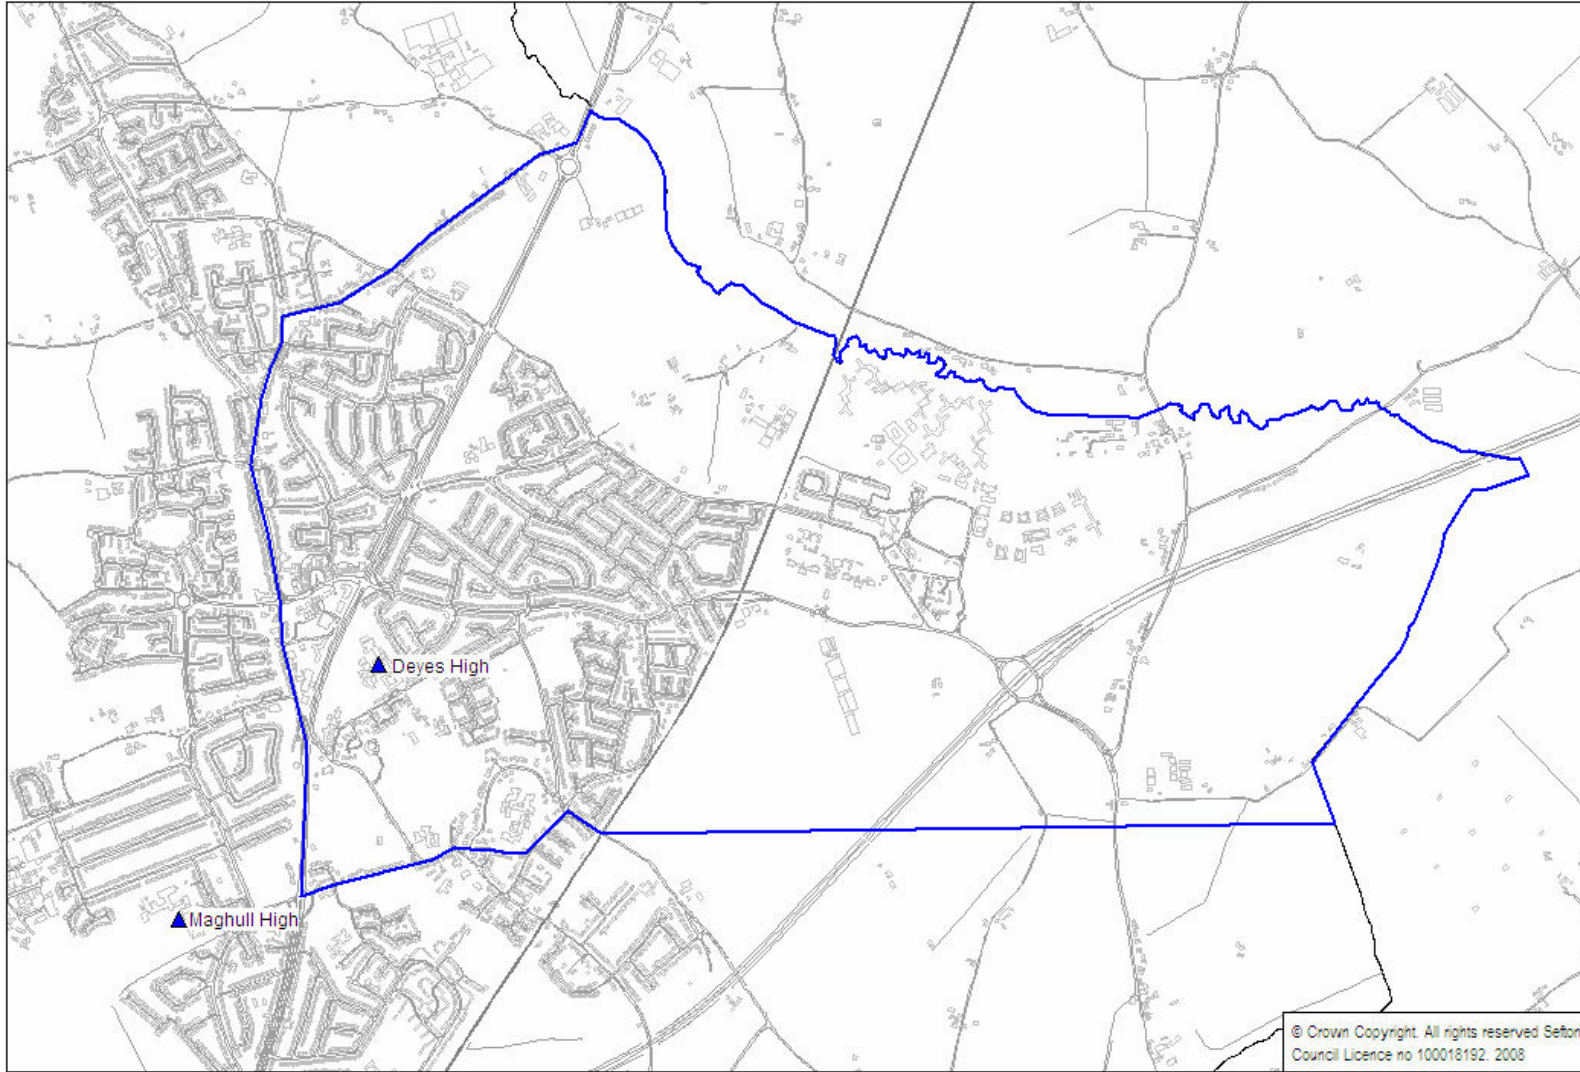 Deyes High
Maghull High
© Crown Copyright. All rights reserved Sefton
Council Licence no 100018192. 2008